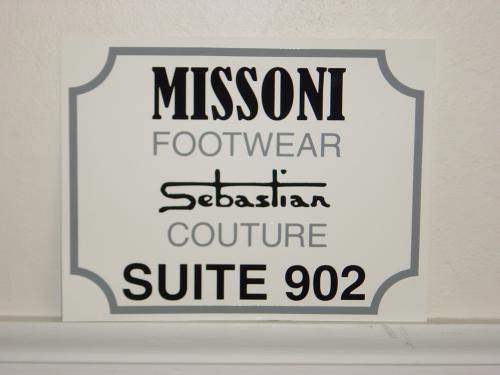 MISSONI
FOOTWEAR
Sebastian
COUTURE
SUITE 902